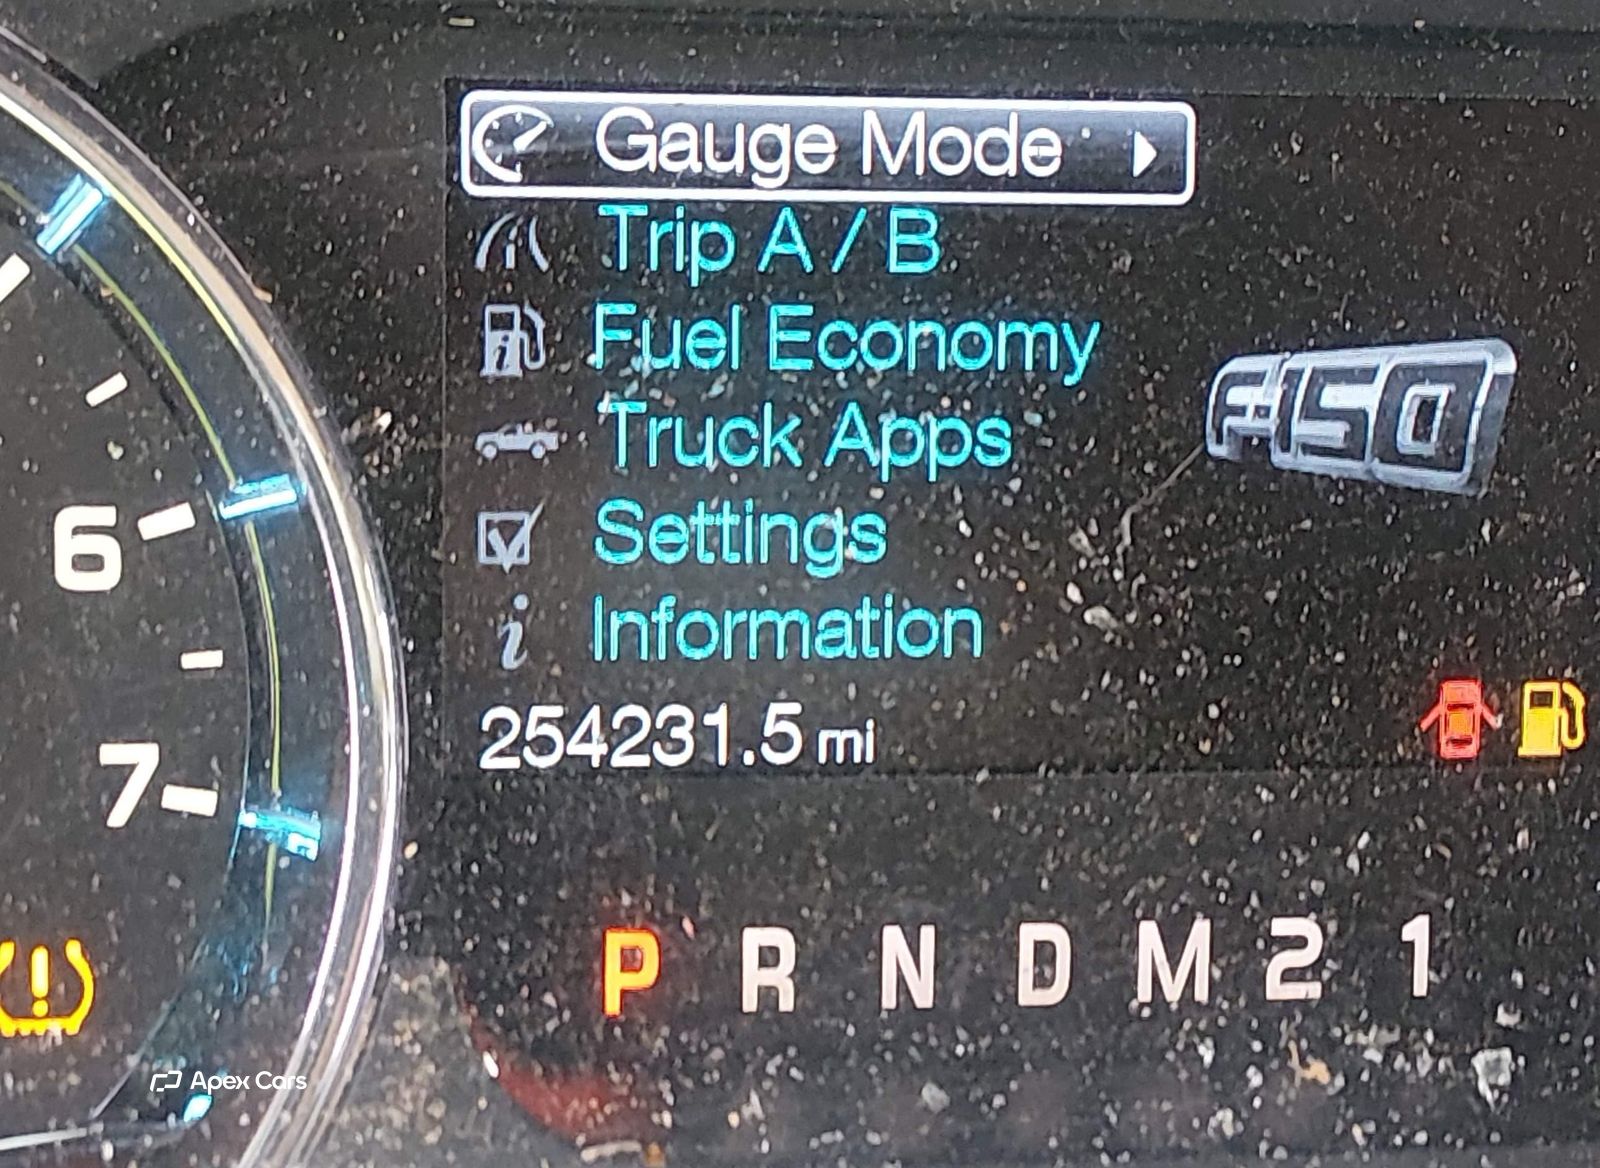 Gauge Mode
Trip A / B
Fuel Economy
Truck Apps
Settings
Information
F-150
254231.5 mi
6
7
P R N D M 2 1
Apex Cars